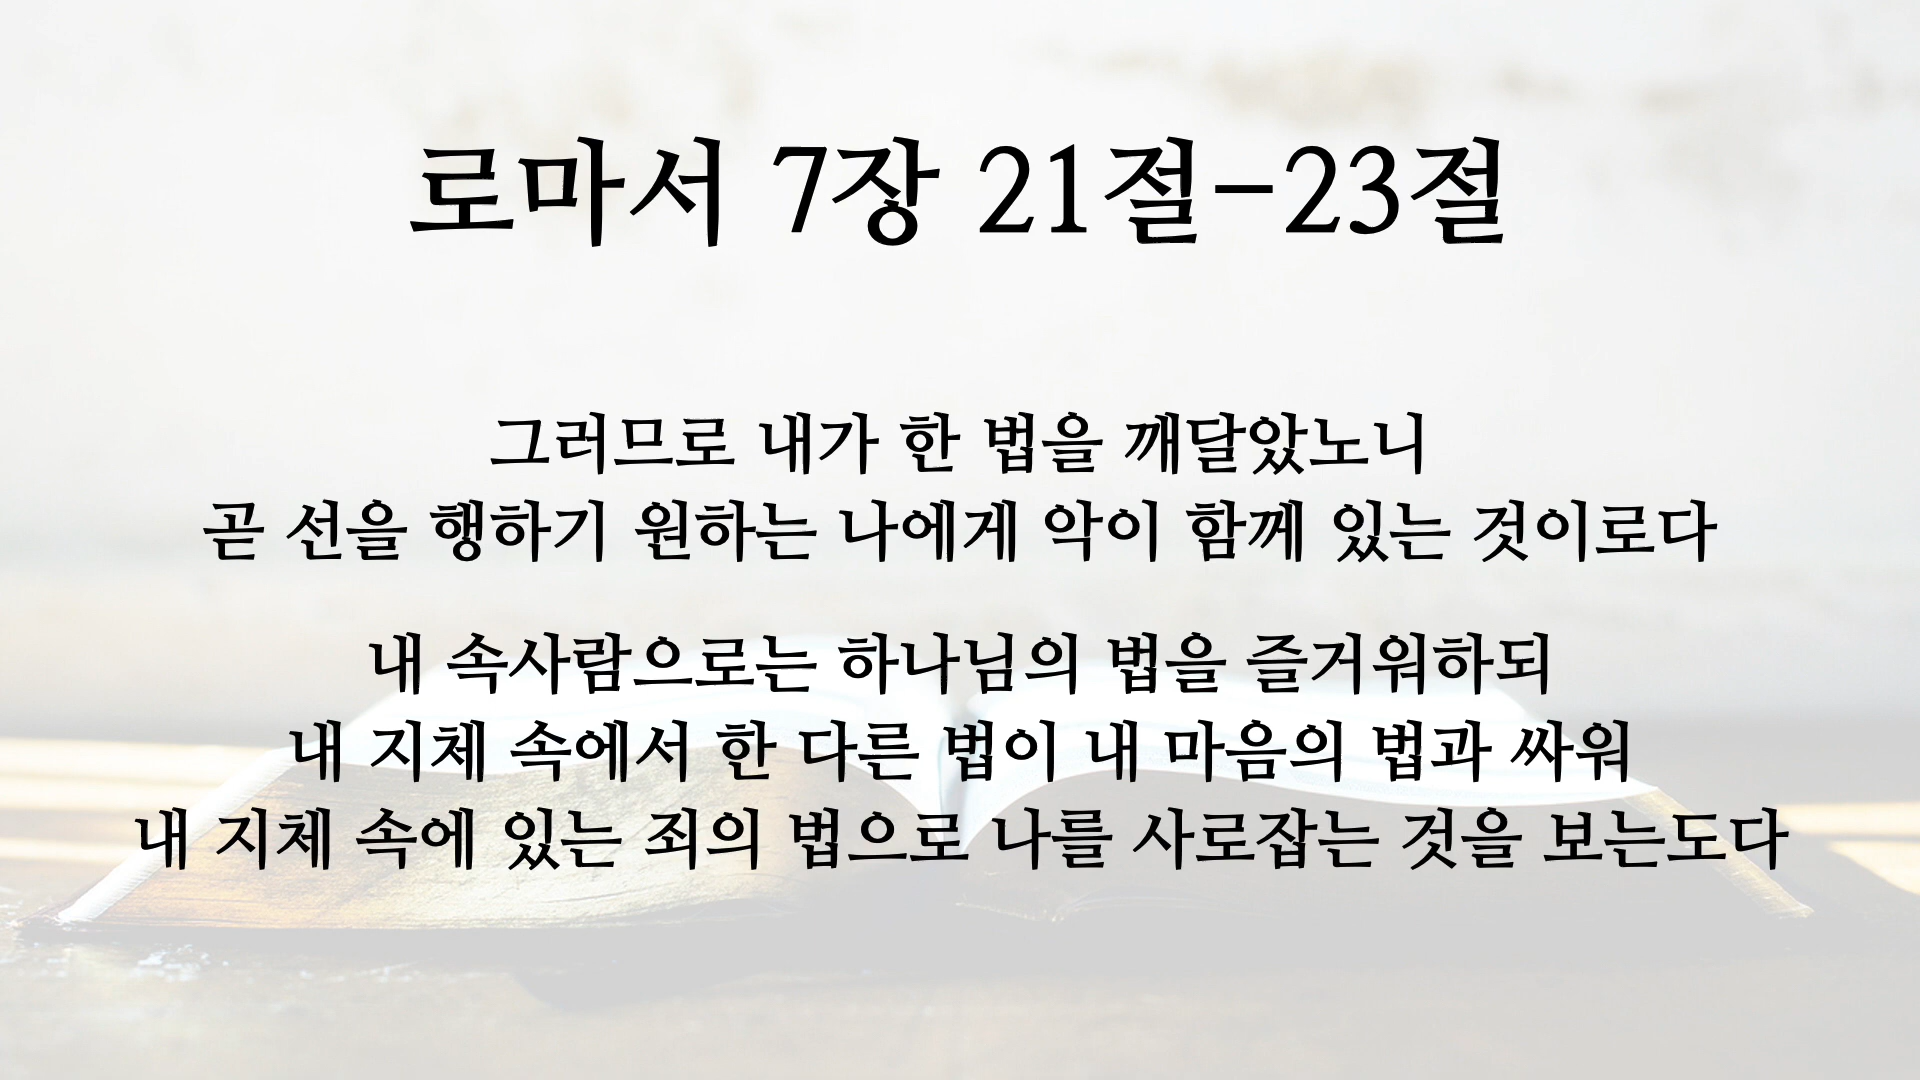 로마서 7장 21절-23절
그러므로 내가 한 법을 깨달았노니
곧 선을 행하기 원하는 나에게 악이 함께 있는 것이로다
내 속사람으로는 하나님의 법을 즐거워하되
내 지체 속에서 한 다른 법이 내 마음의 법과 싸워
내 지체 속에 있는 죄의 법으로 나를 사로잡는 것을 보는도다